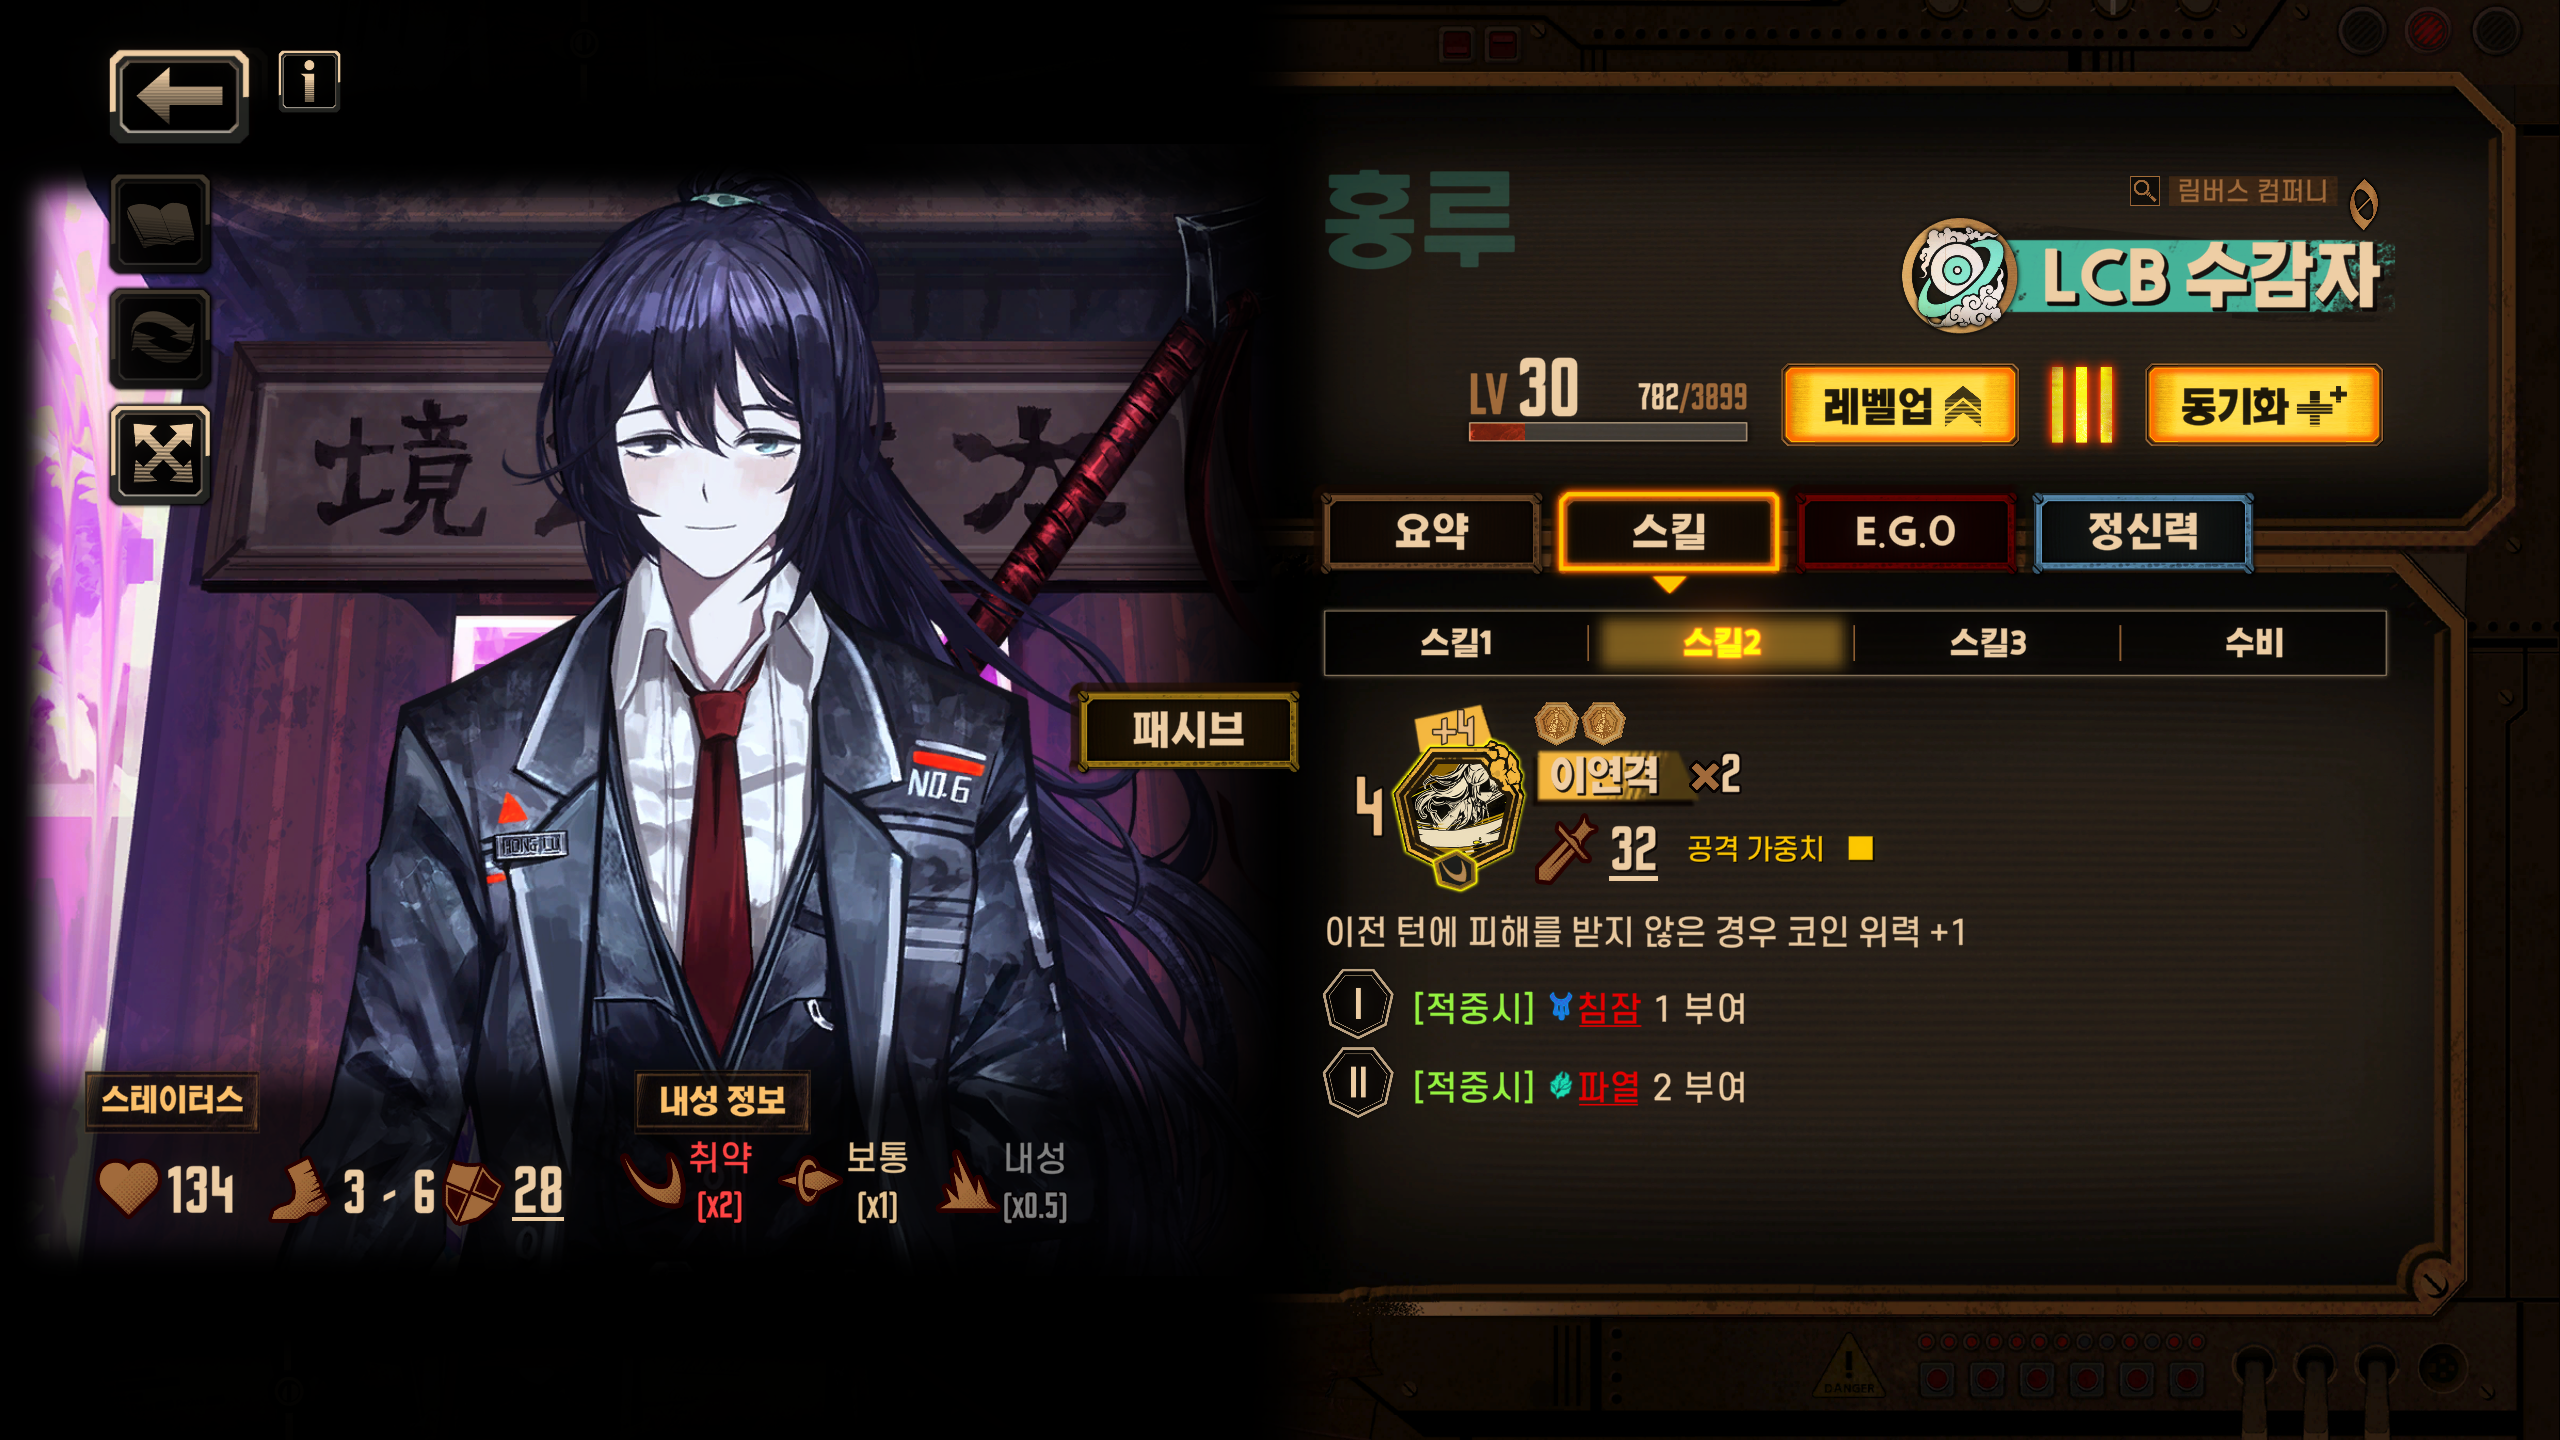 홍루
림버스 컴퍼니
LCB 수감자
LV 30
782/3899
레벨업
동기화
요약
스킬
E.G.O
정신력
스킬1
스킬2
스킬3
수비
패시브
+4
4
이연격 ×2
32 공격 가중치
이전 턴에 피해를 받지 않은 경우 코인 위력 +1
I [적중시] 침잠 1 부여
II [적중시] 파열 2 부여
境
太
NO.6
HONG LU
스테이터스
134
3 - 6
28
내성 정보
취약
[x2]
보통
[x1]
내성
[x0.5]
DANGER